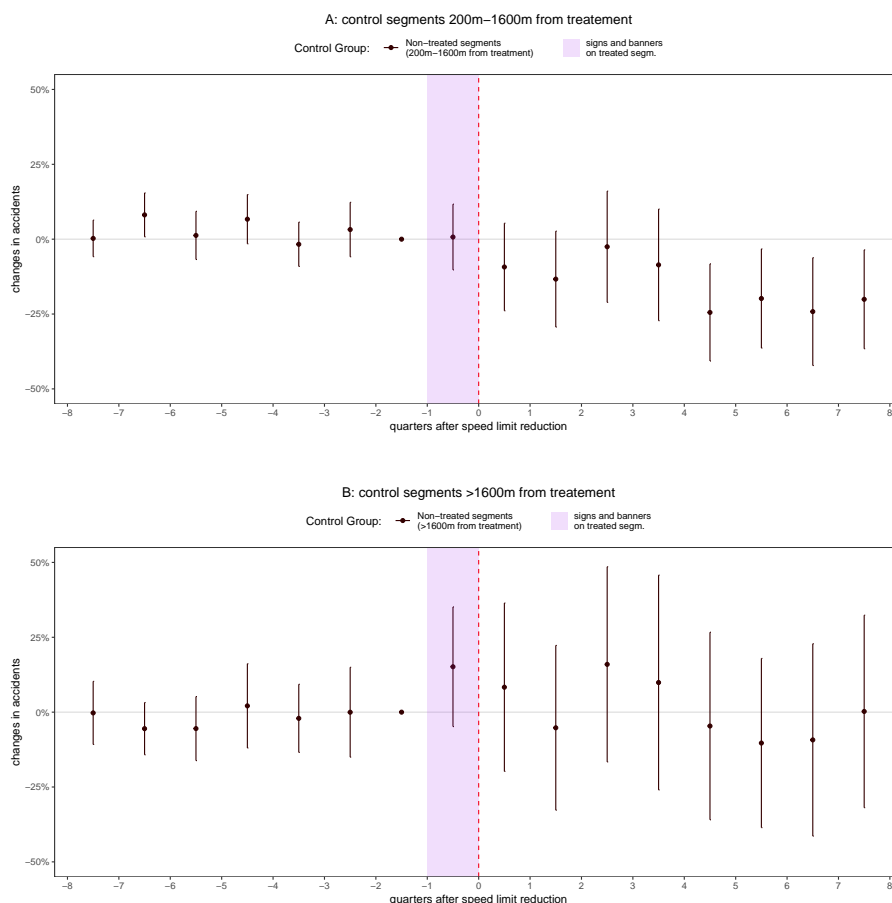 A: control segments 200m−1600m from treatement
Control Group: Non−treated segments (200m−1600m from treatment) signs and banners on treated segm.
50%
25%
0%
−25%
−50%
changes in accidents
−8 −7 −6 −5 −4 −3 −2 −1 0 1 2 3 4 5 6 7 8
quarters after speed limit reduction
B: control segments >1600m from treatement
Control Group: Non−treated segments (>1600m from treatment) signs and banners on treated segm.
50%
25%
0%
−25%
−50%
changes in accidents
−8 −7 −6 −5 −4 −3 −2 −1 0 1 2 3 4 5 6 7 8
quarters after speed limit reduction